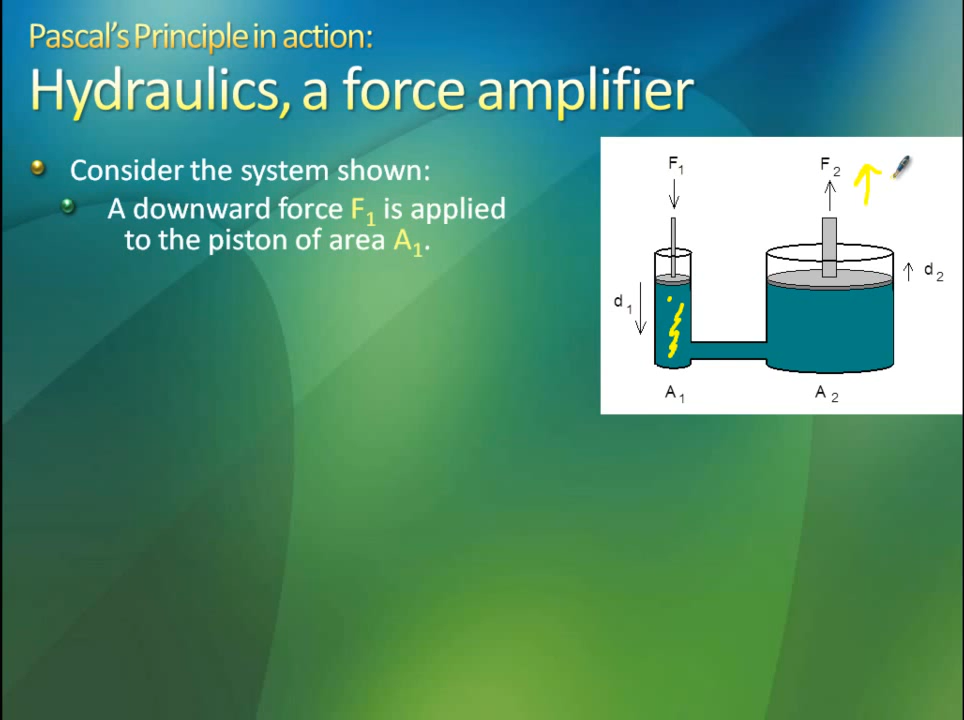 Pascal's Principle in action:
Hydraulics, a force amplifier
Consider the system shown:
A downward force F₁ is applied
to the piston of area A₁.
F₁
F₂
d₂
d₁
A₁
A₂